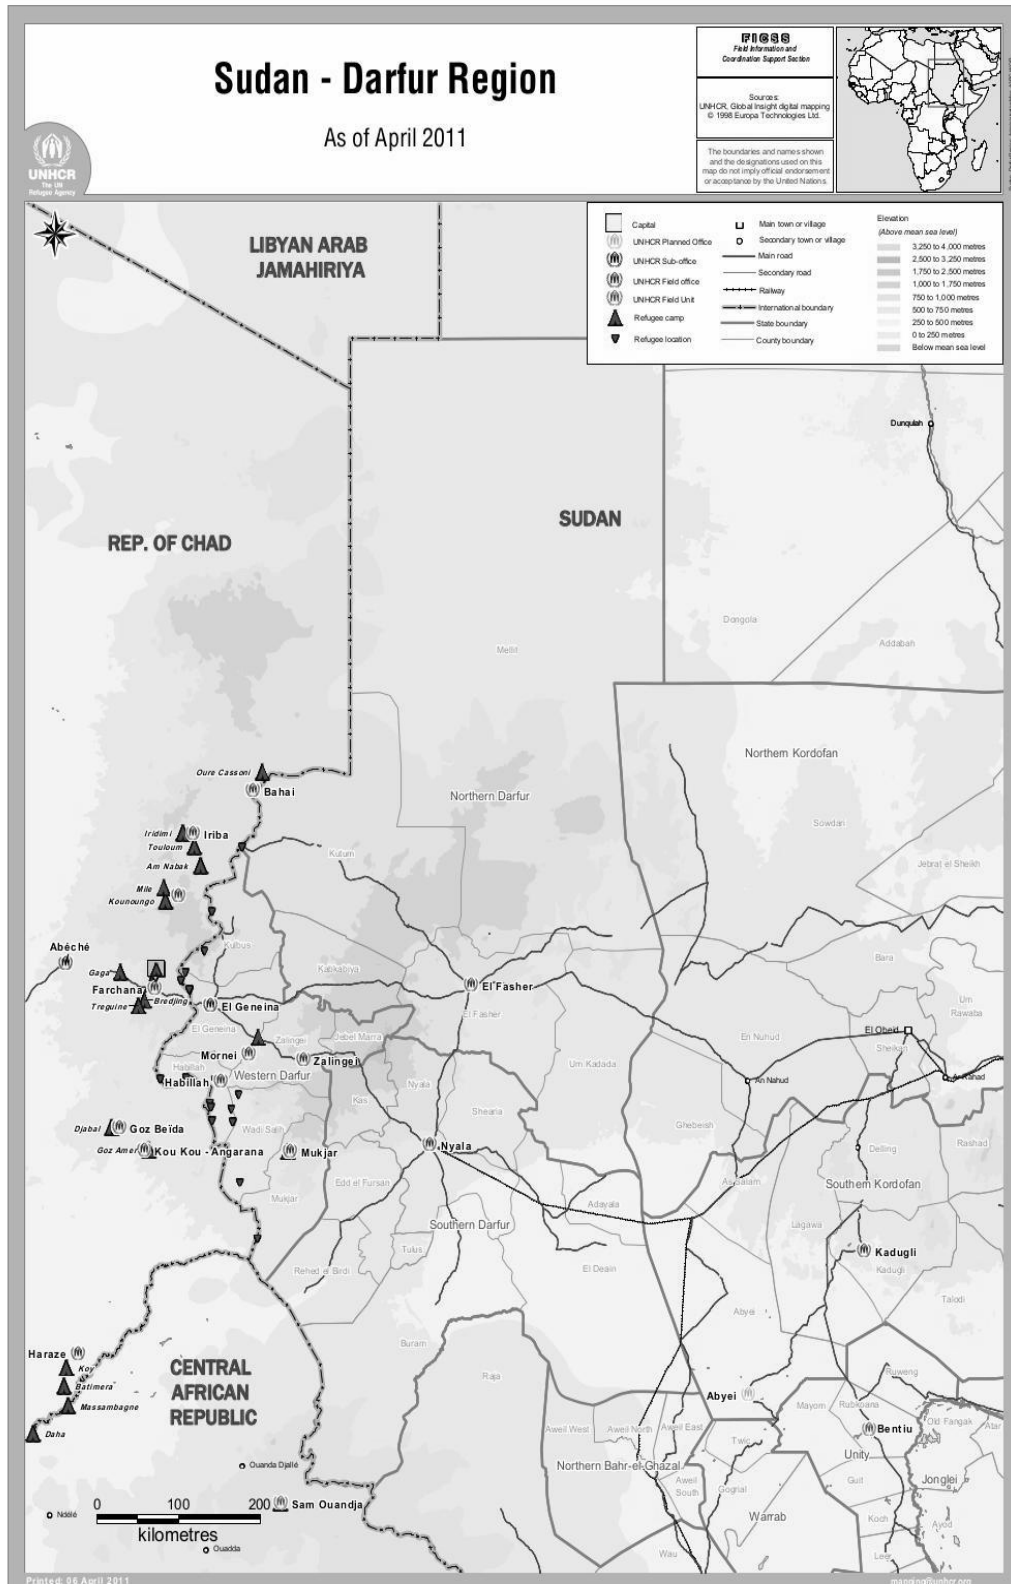 Sudan - Darfur Region
As of April 2011
UNHCR
The UN
Refugee Agency
FICSS
Field Information and
Coordination Support Section
Sources:
UNHCR, Global Insight digital mapping
© 1998 Europa Technologies Ltd.
The boundaries and names shown
and the designations used on this
map do not imply official endorsement
or acceptance by the United Nations.
Capital
UNHCR Planned Office
UNHCR Sub-office
UNHCR Field office
UNHCR Field Unit
Refugee camp
Refugee location
Main town or village
Secondary town or village
Main road
Secondary road
Railway
International boundary
State boundary
County boundary
Elevation
(Above mean sea level)
3,250 to 4,000 metres
2,500 to 3,250 metres
1,750 to 2,500 metres
1,000 to 1,750 metres
750 to 1,000 metres
500 to 750 metres
250 to 500 metres
0 to 250 metres
Below mean sea level
LIBYAN ARAB
JAMAHIRIYA
Dunqulah
SUDAN
REP. OF CHAD
Dongola
Addabah
Mellit
Northern Kordofan
Oure Cassoni
Bahai
Northern Darfur
Sowdari
Iridimi
Iriba
Touloum
Kutum
Jebrat el Sheikh
Am Nabak
Mile
Kounoungo
Abéché
Kulbus
Bara
Gaga
Katkabiya
Farchana
El Fasher
Um
Rawaba
Bredjing
Treguine
El Geneina
El Fasher
El Geneina
El Obeid
Zalingei
Jebel Marra
En Nuhud
Sheikan
Mornei
Zalingei
Um Kadada
Habillah
Habillah
Western Darfur
Nyala
An Nahud
Ar Rahad
Kas
Shearia
Djabal
Goz Beïda
Wadi Salih
Ghebeish
Nyala
Delling
Rashad
Goz Amer
Kou Kou - Angarana
Mukjar
Edd el Fursan
As Salam
Southern Kordofan
Mukjar
Adayala
Southern Darfur
Lagawa
Tulus
Kadugli
Rehed el Birdi
El Deain
Kadugli
Talodi
Abyei
Buram
Haraze
Koy
CENTRAL
AFRICAN
REPUBLIC
Raja
Ruweng
Batimera
Abyei
Massambagne
Mayom
Rubkoana
Daha
Aweil West
Aweil North
Aweil East
Bentiu
Old Fangak
Atar
Twic
Unity
Ouanda Djallé
Northern Bahr-el-Ghazal
Guit
Jonglei
Aweil
South
Gogrial
0 100 200
kilometres
Sam Ouandja
Ndélé
Warrab
Koch
Ayod
Ouadda
Wau
Leer
Printed: 06 April 2011
mapping@unhcr.org